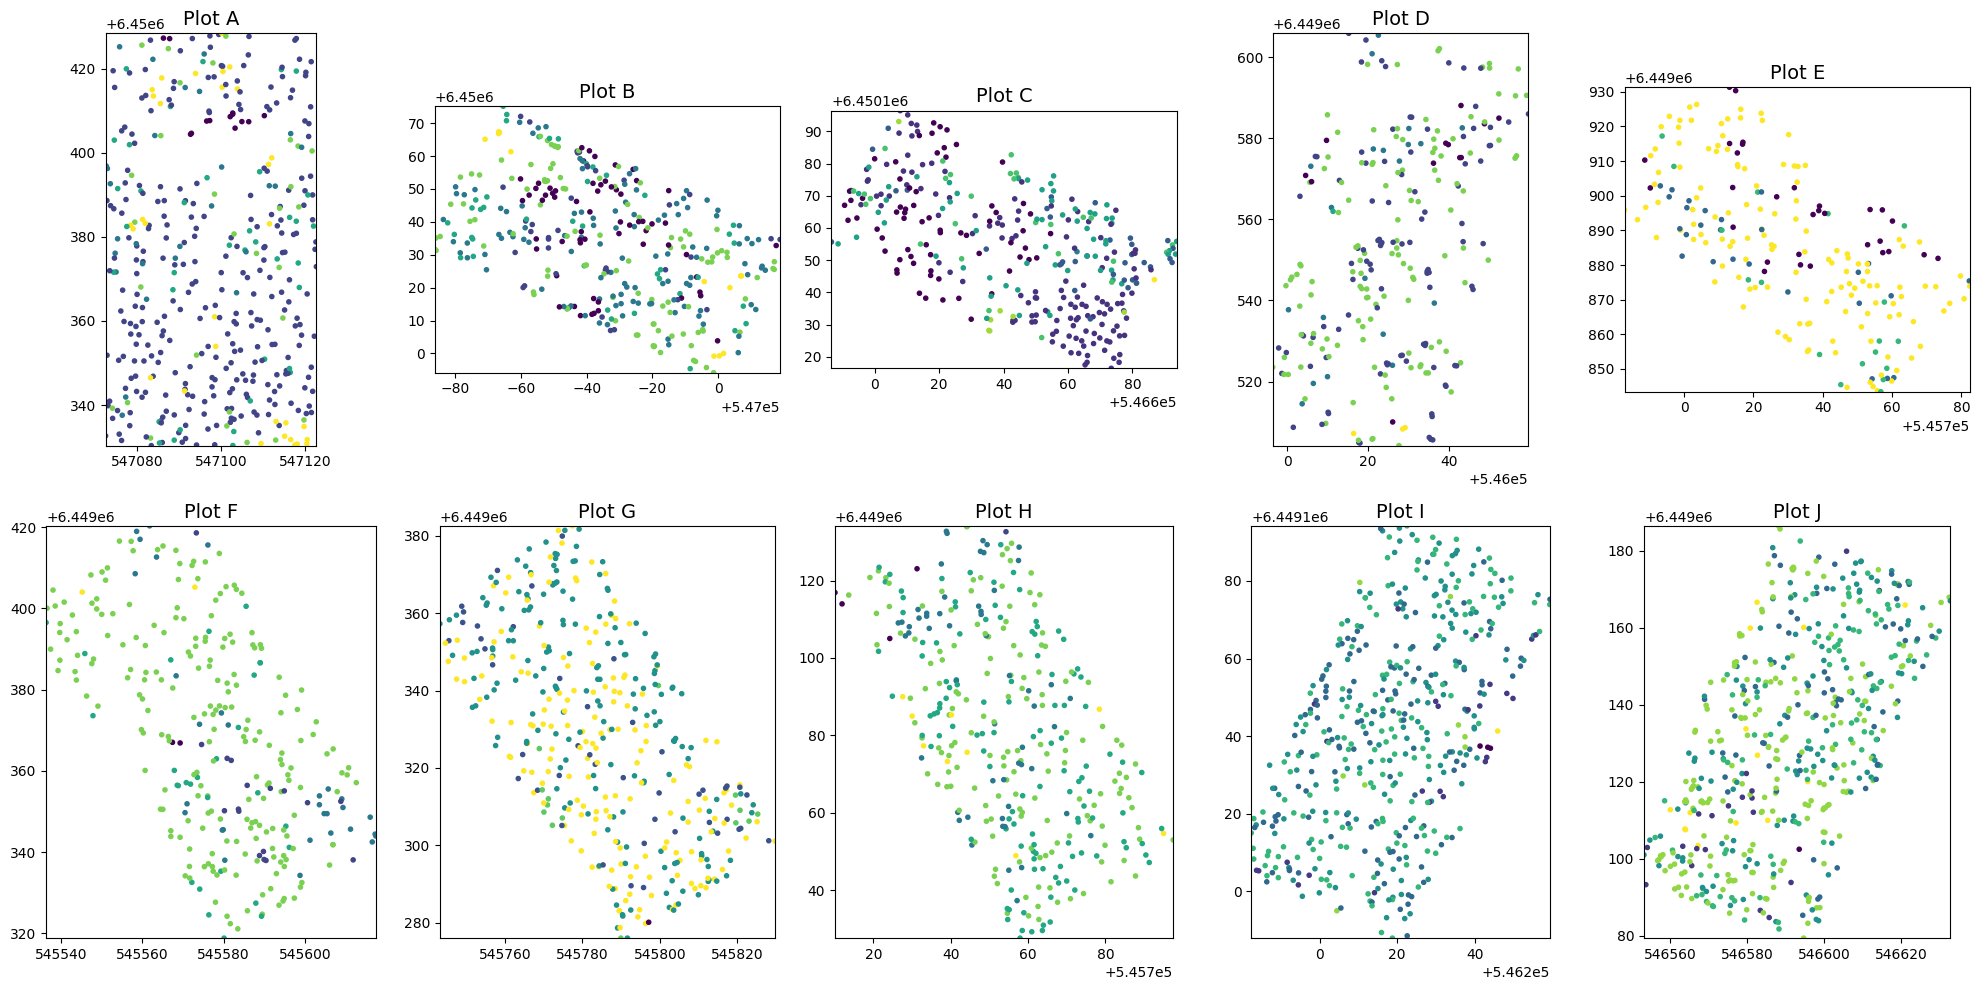 Plot A
+6.45e6
420
400
380
360
340
547080 547100 547120
Plot B
+6.45e6
70
60
50
40
30
20
10
0
−80 −60 −40 −20 0
+5.47e5
Plot C
+6.4501e6
90
80
70
60
50
40
30
20
0 20 40 60 80
+5.466e5
Plot D
+6.449e6
600
580
560
540
520
0 20 40
+5.46e5
Plot E
+6.449e6
930
920
910
900
890
880
870
860
850
0 20 40 60 80
+5.457e5
Plot F
+6.449e6
420
400
380
360
340
320
545540 545560 545580 545600
Plot G
+6.449e6
380
360
340
320
300
280
545760 545780 545800 545820
Plot H
+6.449e6
120
100
80
60
40
20 40 60 80
+5.457e5
Plot I
+6.4491e6
80
60
40
20
0
0 20 40
+5.462e5
Plot J
+6.449e6
180
160
140
120
100
80
546560 546580 546600 546620